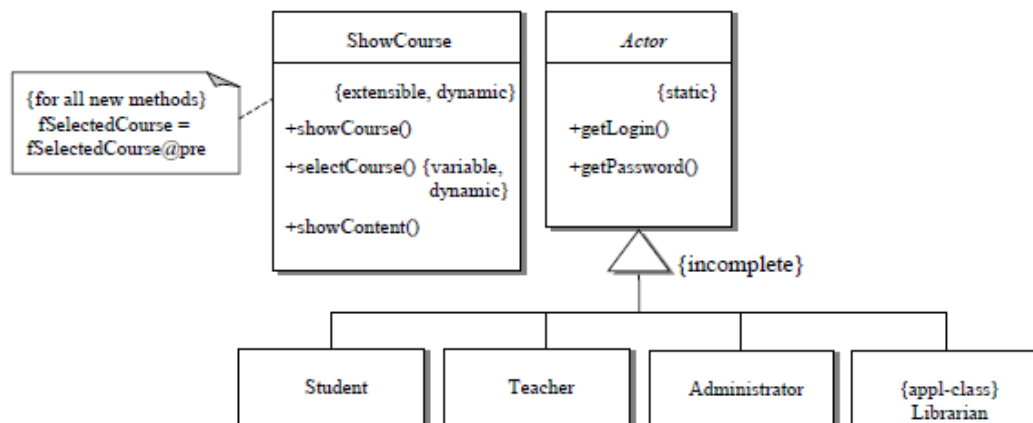 ShowCourse
{extensible, dynamic}
+showCourse()
+selectCourse() {variable,
dynamic}
+showContent()
{for all new methods}
fSelectedCourse =
fSelectedCourse@pre
Actor
{static}
+getLogin()
+getPassword()
{incomplete}
Student
Teacher
Administrator
{appl-class}
Librarian